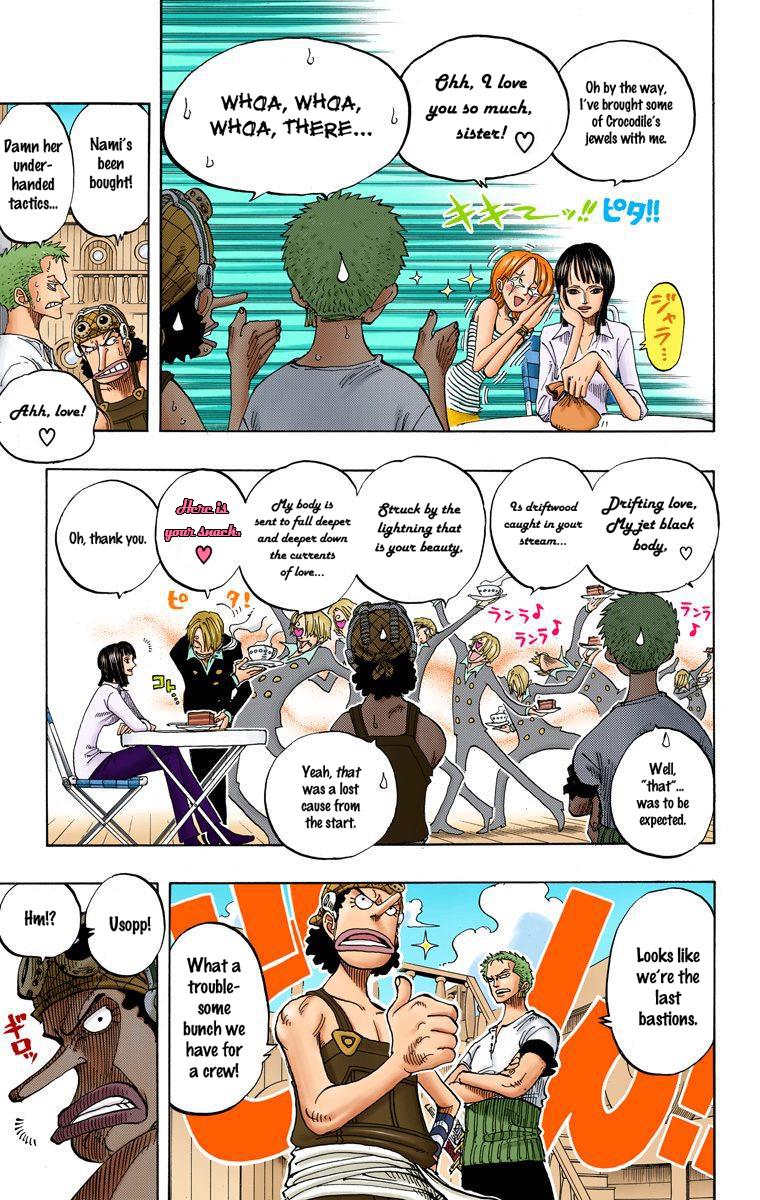 Oh by the way,
I've brought some
of Crocodile's
jewels with me.
Ohh, I love
you so much,
sister! ♡
WHOA, WHOA,
WHOA, THERE...
キキーーッ!!
ピタ!!
ジャラ...
Nami's
been
bought!
Damn her
under-
handed
tactics...
Ahh, love!
♡
Drifting love,
My jet black
body, ♡
Is driftwood
caught in your
stream...
Struck by the
lightning that
is your beauty,
My body is
sent to fall deeper
and deeper down
the currents
of love...
Here is
your snack.
♥
Oh, thank you.
ランラ♪
ランラ♪
ランラ♪
ピタ!
コト...
Well,
"that"...
was to be
expected.
Yeah, that
was a lost
cause from
the start.
Looks like
we're the
last
bastions.
What a
trouble-
some
bunch we
have for
a crew!
Usopp!
Hm!?
ギロッ